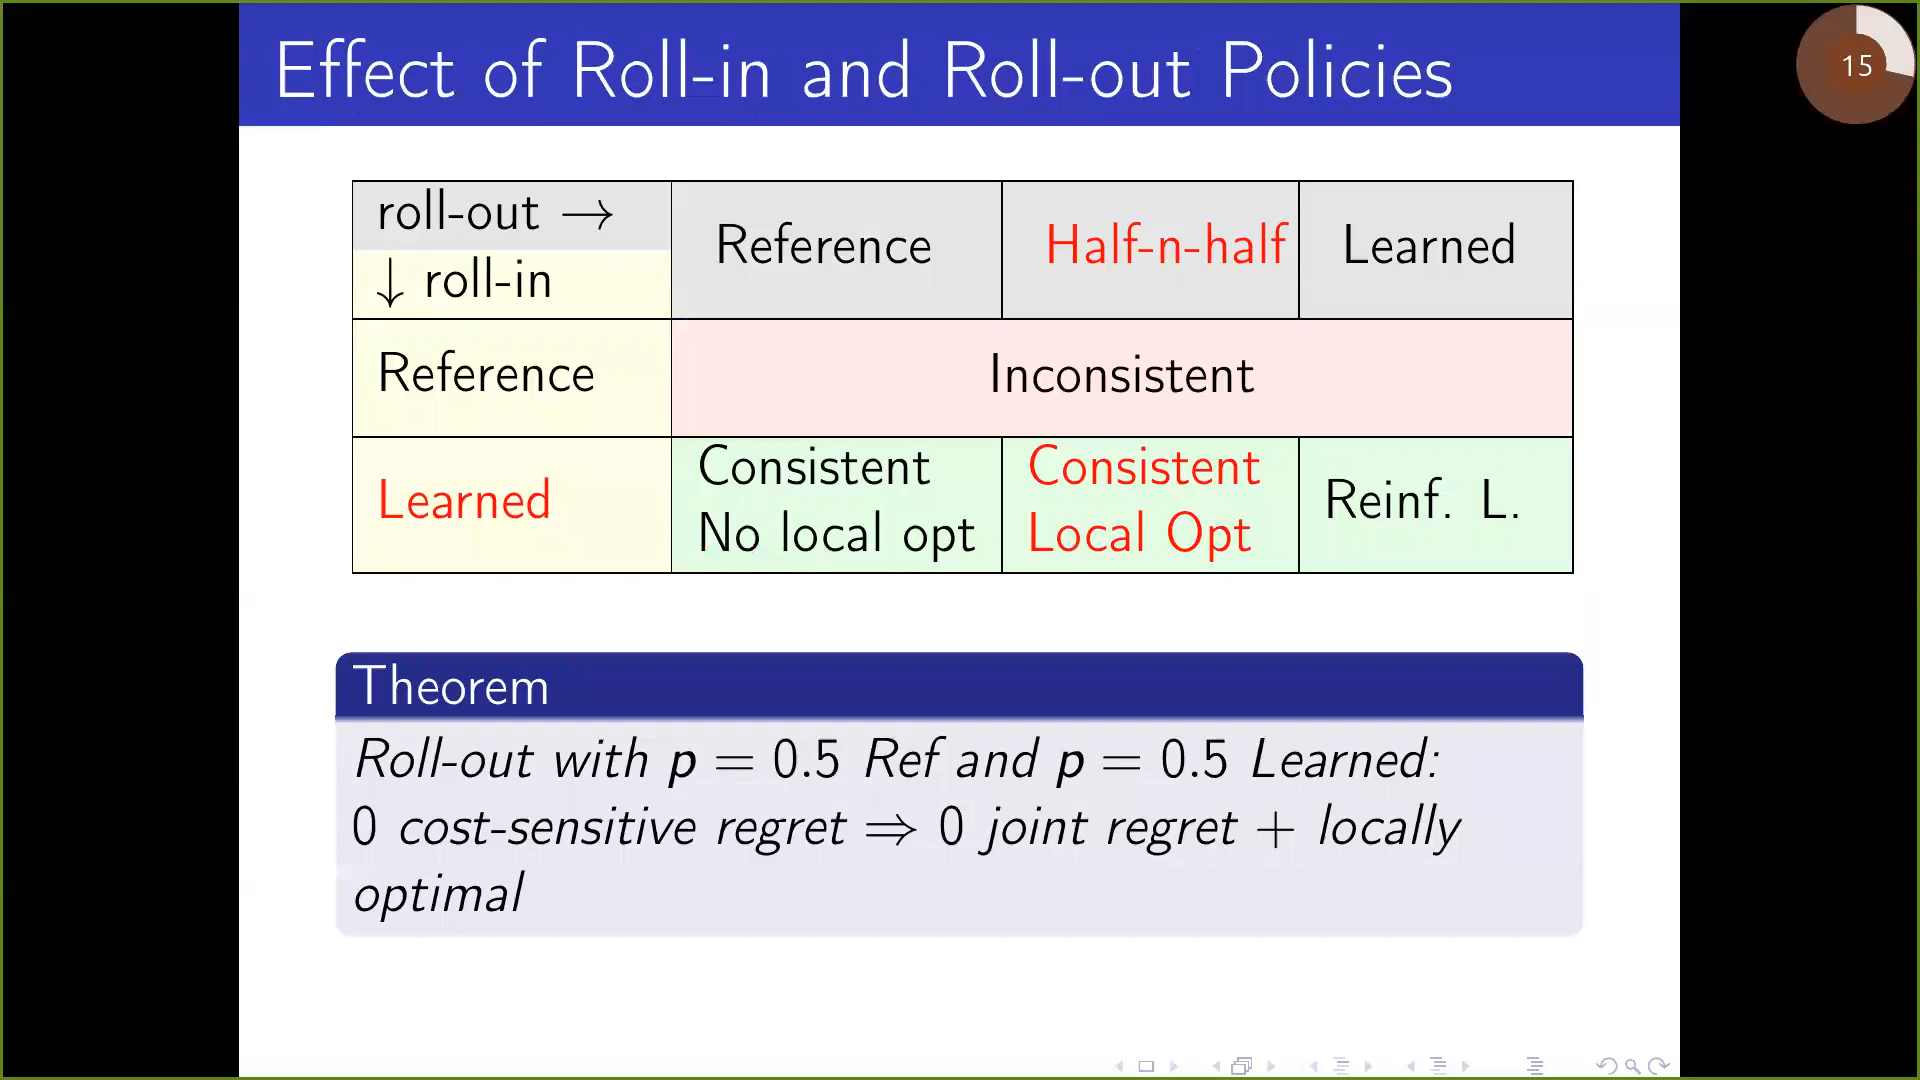 Effect of Roll-in and Roll-out Policies
15
roll-out →
↓ roll-in
Reference
Half-n-half
Learned
Reference
Inconsistent
Learned
Consistent
No local opt
Consistent
Local Opt
Reinf. L.
Theorem
Roll-out with p = 0.5 Ref and p = 0.5 Learned:
0 cost-sensitive regret ⇒ 0 joint regret + locally
optimal